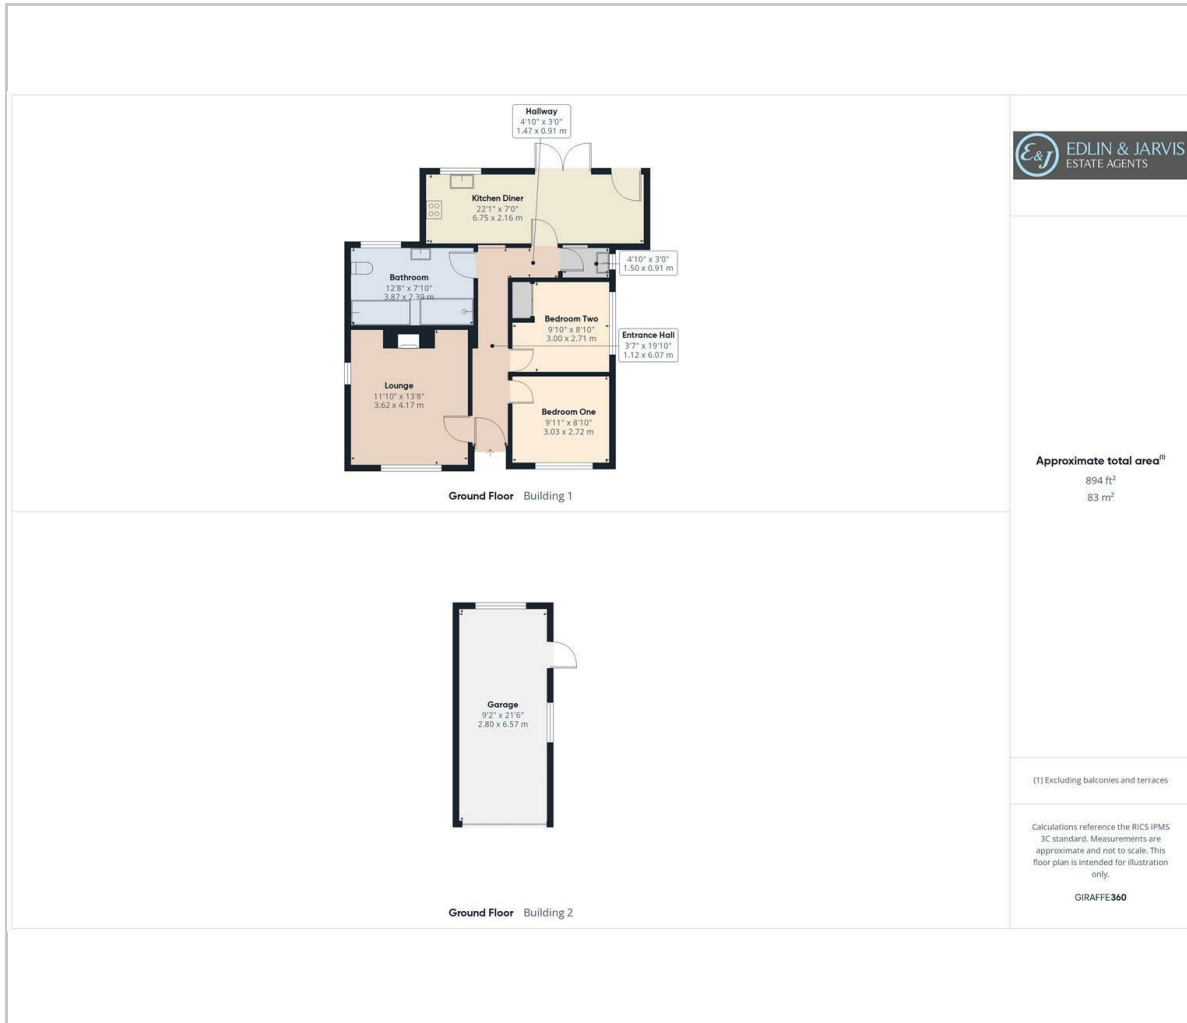 Hallway
4'10" x 3'0"
1.47 x 0.91 m
Kitchen Diner
22'1" x 7'0"
6.75 x 2.16 m
4'10" x 3'0"
1.50 x 0.91 m
Bathroom
12'8" x 7'10"
3.87 x 2.39 m
Bedroom Two
9'10" x 8'10"
3.00 x 2.71 m
Entrance Hall
3'7" x 19'10"
1.12 x 6.07 m
Lounge
11'10" x 13'8"
3.62 x 4.17 m
Bedroom One
9'11" x 8'10"
3.03 x 2.72 m
Ground Floor Building 1
Garage
9'2" x 21'6"
2.80 x 6.57 m
Ground Floor Building 2
E&J
EDLIN & JARVIS
ESTATE AGENTS
Approximate total area(1)
894 ft²
83 m²
(1) Excluding balconies and terraces
Calculations reference the RICS IPMS
3C standard. Measurements are
approximate and not to scale. This
floor plan is intended for illustration
only.
GIRAFFE360